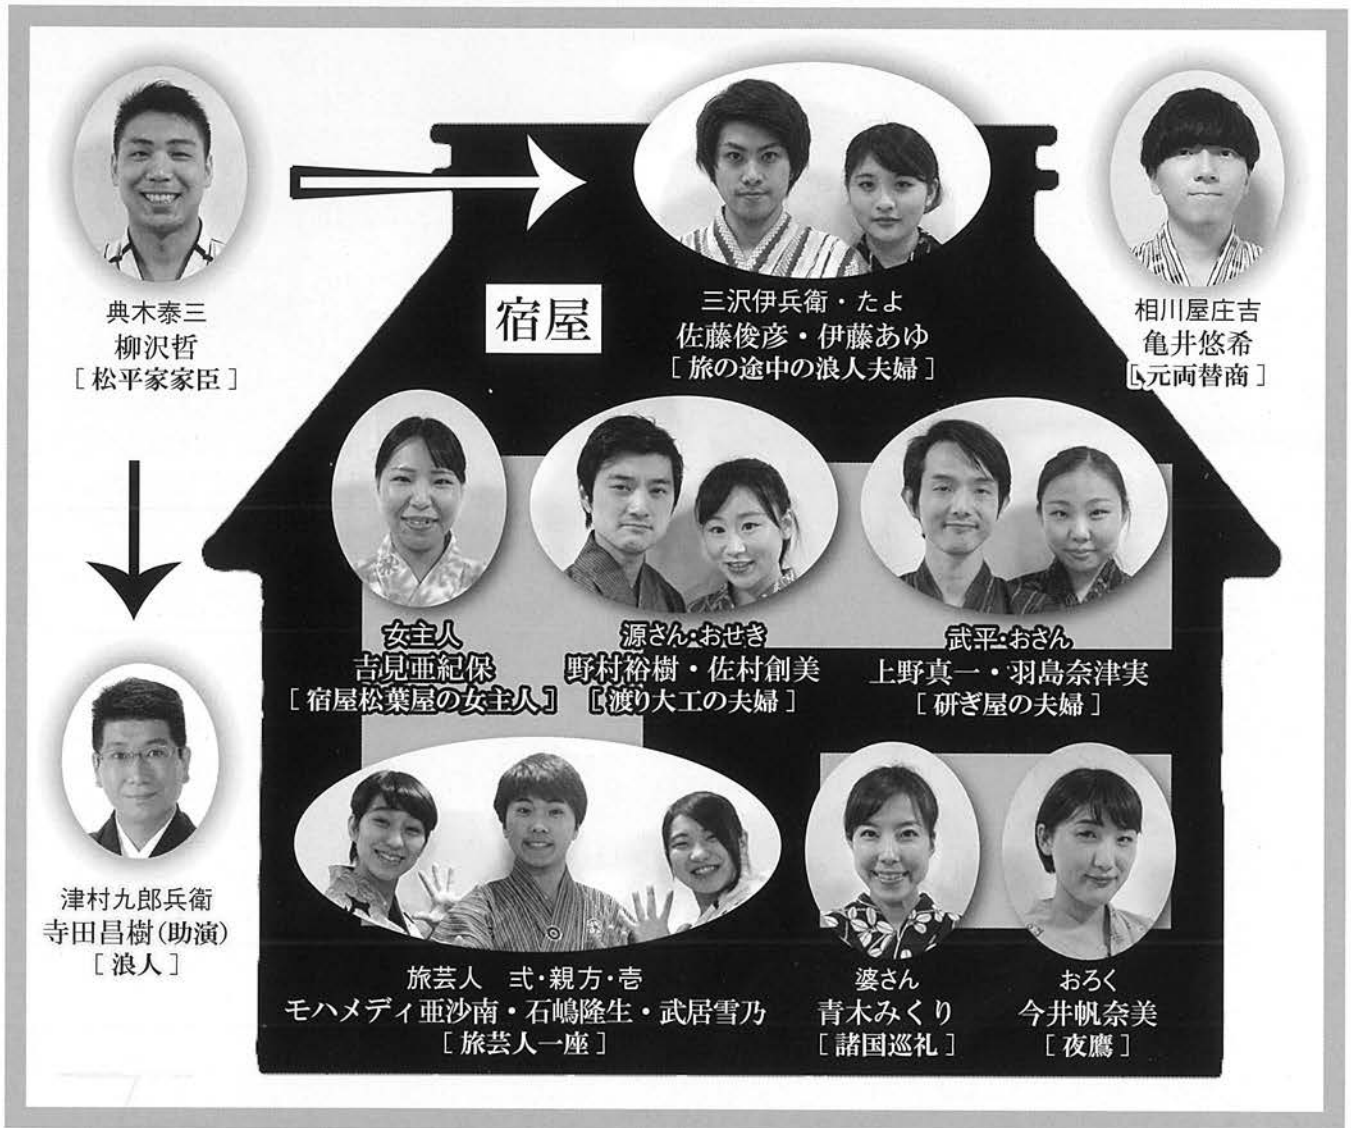 典木泰三
柳沢哲
［松平家家臣］
宿屋
三沢伊兵衛・たよ
佐藤俊彦・伊藤あゆ
［旅の途中の浪人夫婦］
相川屋庄吉
亀井悠希
［元両替商］
女主人
吉見亜紀保
［宿屋松葉屋の女主人］
源さん・おせき
野村裕樹・佐村創美
［渡り大工の夫婦］
武平・おさん
上野真一・羽島奈津実
［研ぎ屋の夫婦］
津村九郎兵衛
寺田昌樹（助演）
［浪人］
旅芸人　弐・親方・壱
モハメディ亜沙南・石嶋隆生・武居雪乃
［旅芸人一座］
婆さん
青木みくり
［諸国巡礼］
おろく
今井帆奈美
［夜鷹］